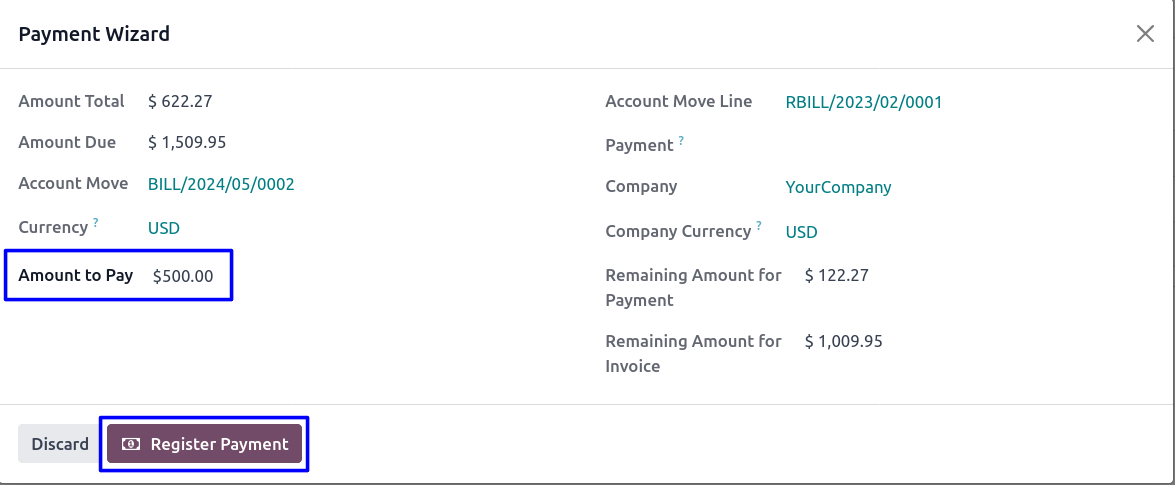 Payment Wizard
Amount Total $ 622.27
Amount Due $ 1,509.95
Account Move BILL/2024/05/0002
Currency ? USD
Amount to Pay $500.00
Account Move Line RBILL/2023/02/0001
Payment ?
Company YourCompany
Company Currency ? USD
Remaining Amount for $ 122.27
Payment
Remaining Amount for $ 1,009.95
Invoice
Discard Register Payment